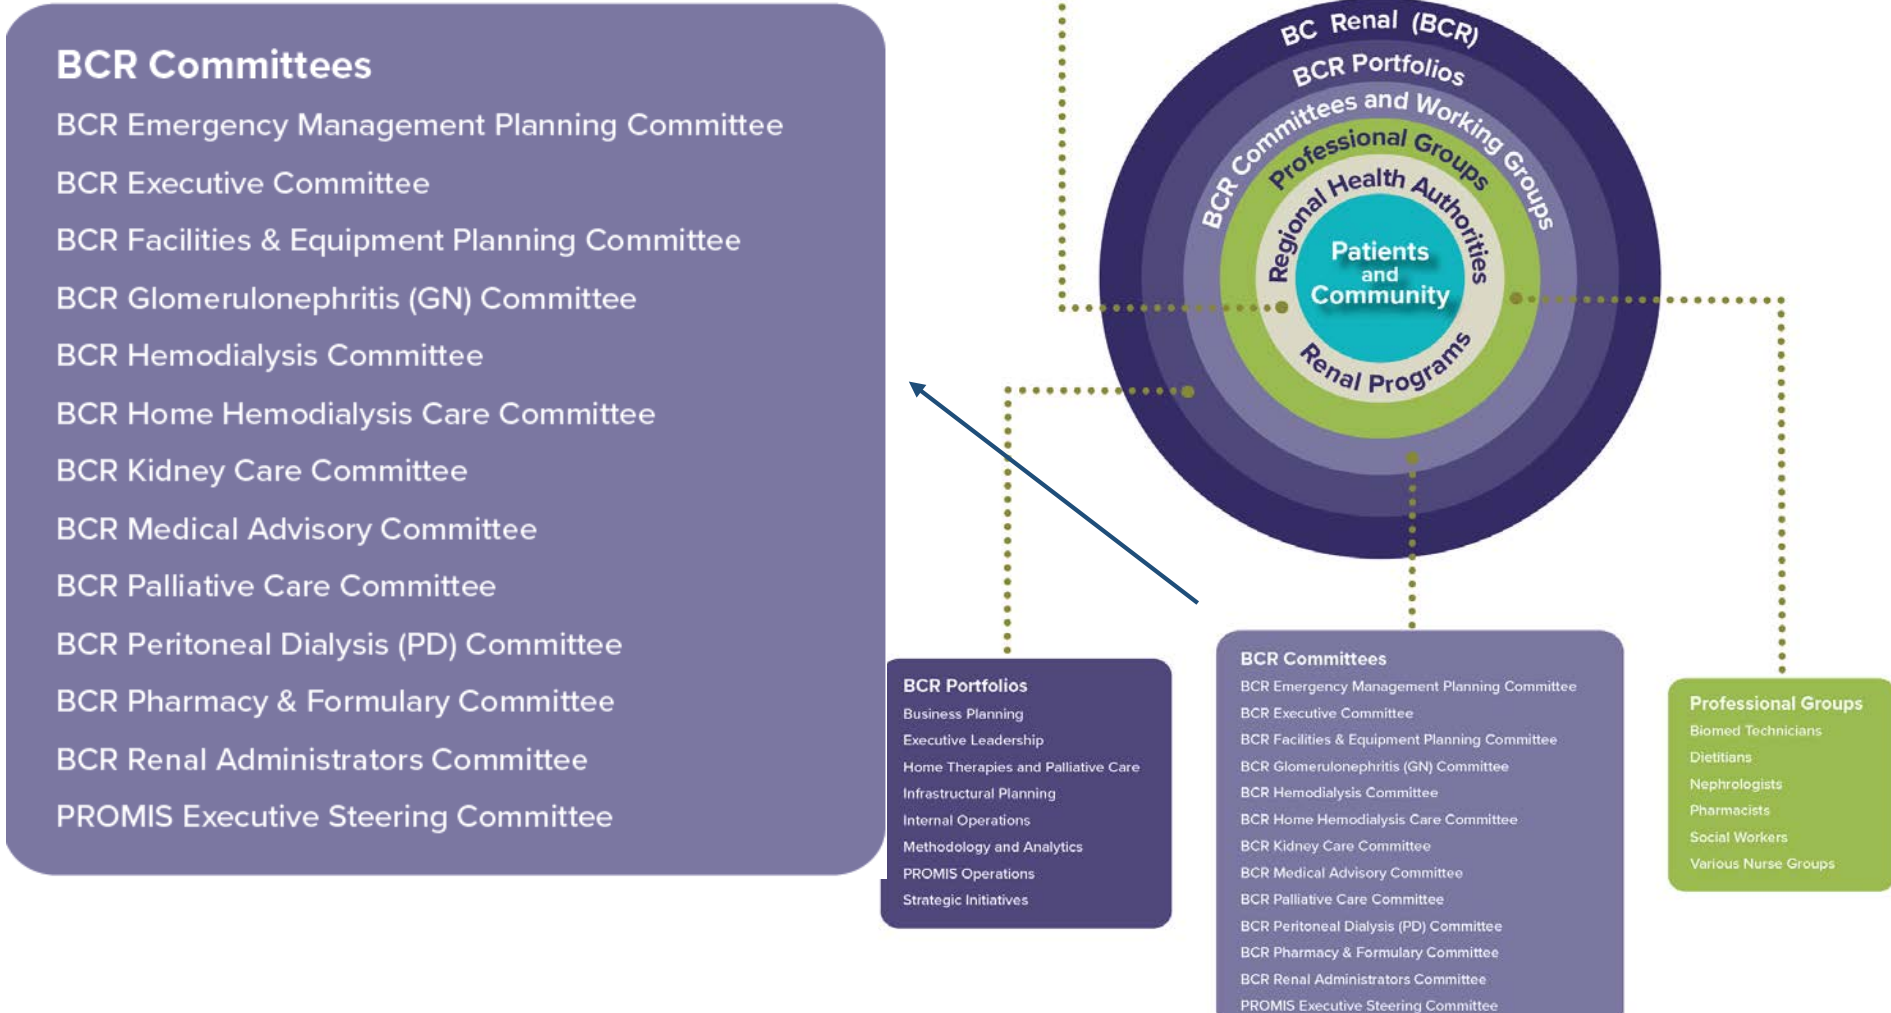 BCR Committees
BCR Emergency Management Planning Committee
BCR Executive Committee
BCR Facilities & Equipment Planning Committee
BCR Glomerulonephritis (GN) Committee
BCR Hemodialysis Committee
BCR Home Hemodialysis Care Committee
BCR Kidney Care Committee
BCR Medical Advisory Committee
BCR Palliative Care Committee
BCR Peritoneal Dialysis (PD) Committee
BCR Pharmacy & Formulary Committee
BCR Renal Administrators Committee
PROMIS Executive Steering Committee
BC Renal (BCR)
BCR Portfolios
BCR Committees and Working Groups
Professional Groups
Regional Health Authorities
Patients
and
Community
Renal Programs
BCR Portfolios
Business Planning
Executive Leadership
Home Therapies and Palliative Care
Infrastructural Planning
Internal Operations
Methodology and Analytics
PROMIS Operations
Strategic Initiatives
BCR Committees
BCR Emergency Management Planning Committee
BCR Executive Committee
BCR Facilities & Equipment Planning Committee
BCR Glomerulonephritis (GN) Committee
BCR Hemodialysis Committee
BCR Home Hemodialysis Care Committee
BCR Kidney Care Committee
BCR Medical Advisory Committee
BCR Palliative Care Committee
BCR Peritoneal Dialysis (PD) Committee
BCR Pharmacy & Formulary Committee
BCR Renal Administrators Committee
PROMIS Executive Steering Committee
Professional Groups
Biomed Technicians
Dietitians
Nephrologists
Pharmacists
Social Workers
Various Nurse Groups